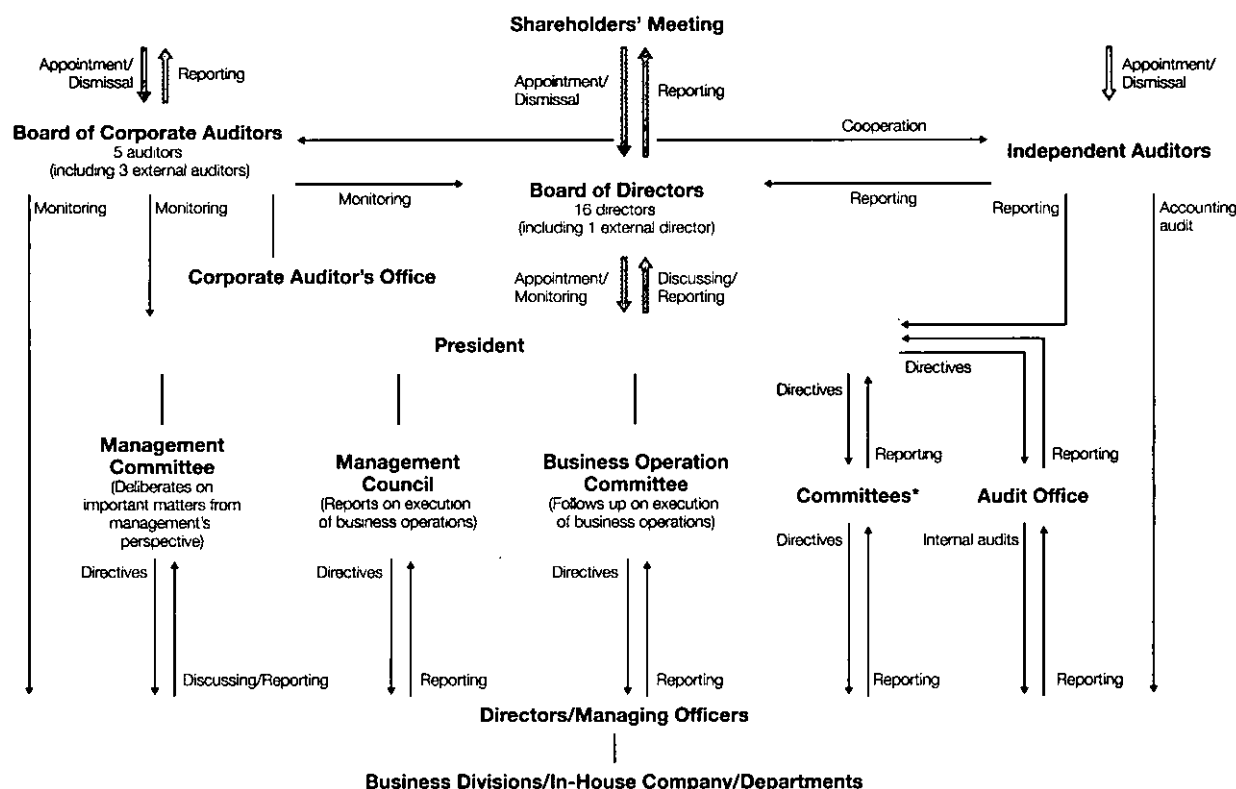 Shareholders' Meeting
Appointment/
Dismissal
Reporting
Appointment/
Dismissal
Reporting
Appointment/
Dismissal
Board of Corporate Auditors
5 auditors
(including 3 external auditors)
Cooperation
Independent Auditors
Monitoring
Monitoring
Monitoring
Board of Directors
16 directors
(including 1 external director)
Reporting
Reporting
Accounting
audit
Corporate Auditor's Office
Appointment/
Monitoring
Discussing/
Reporting
President
Directives
Directives
Reporting
Reporting
Management
Committee
(Deliberates on
important matters from
management's
perspective)
Management
Council
(Reports on execution
of business operations)
Business Operation
Committee
(Follows up on execution
of business operations)
Committees*
Audit Office
Directives
Directives
Directives
Directives
Internal audits
Discussing/Reporting
Reporting
Reporting
Reporting
Reporting
Directors/Managing Officers
Business Divisions/In-House Company/Departments